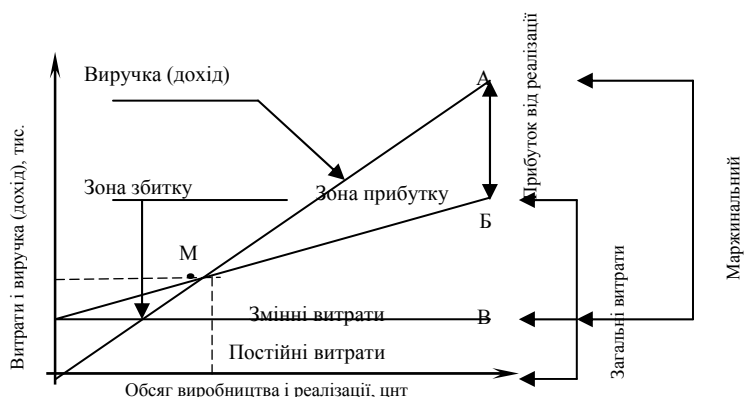 Витрати і виручка (дохід), тис.
Виручка (дохід)
А
Прибуток від реалізації
Маржинальний
Зона збитку
Зона прибутку
Б
М
Змінні витрати
В
Загальні витрати
Постійні витрати
Обсяг виробництва і реалізації, цнт